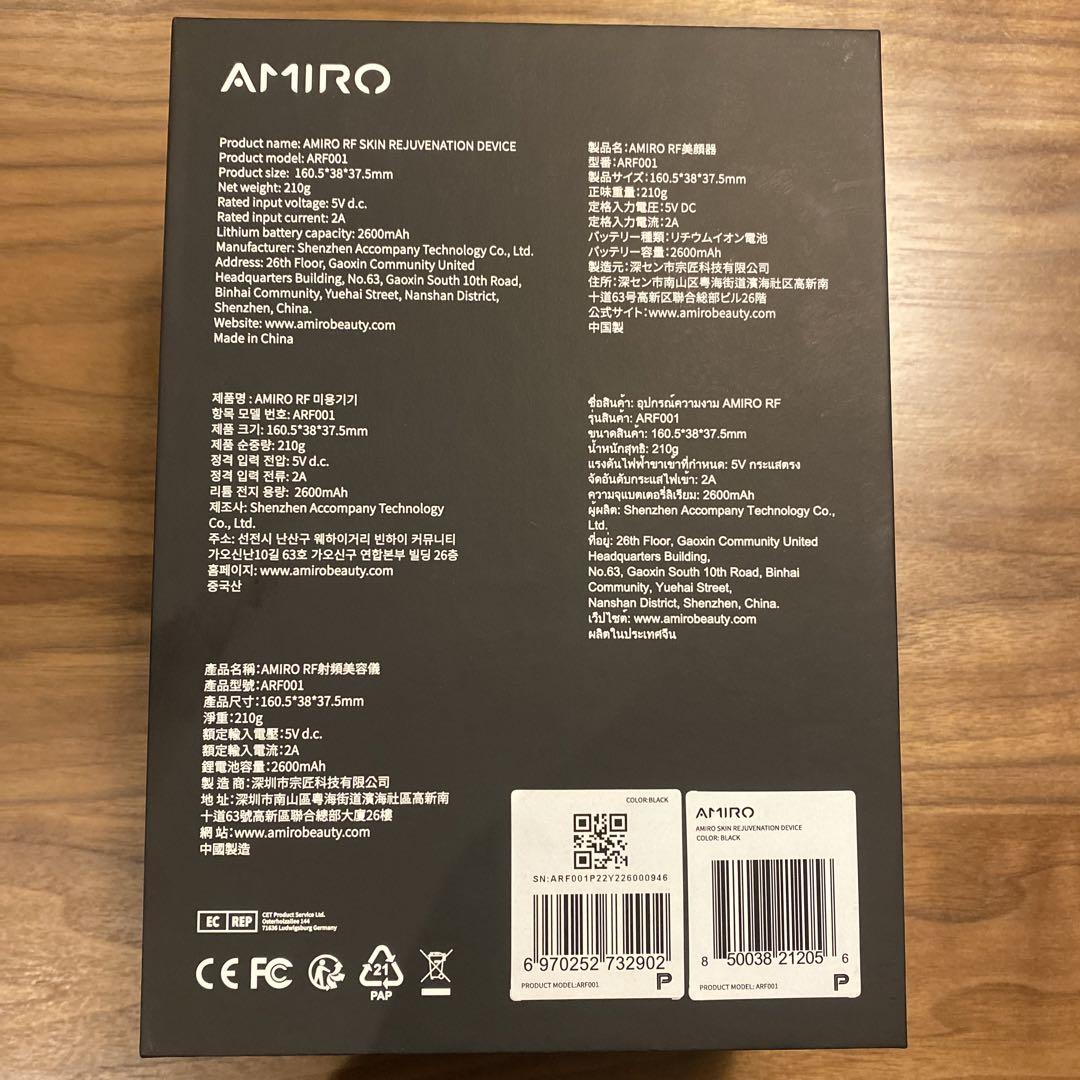 AMIRO
Product name: AMIRO RF SKIN REJUVENATION DEVICE
Product model: ARF001
Product size: 160.5*38*37.5mm
Net weight: 210g
Rated input voltage: 5V d.c.
Rated input current: 2A
Lithium battery capacity: 2600mAh
Manufacturer: Shenzhen Accompany Technology Co., Ltd.
Address: 26th Floor, Gaoxin Community United
Headquarters Building, No.63, Gaoxin South 10th Road,
Binhai Community, Yuehai Street, Nanshan District,
Shenzhen, China.
Website: www.amirobeauty.com
Made in China
製品名:AMIRO RF美顔器
型番:ARF001
製品サイズ:160.5*38*37.5mm
正味重量:210g
定格入力電圧:5V DC
定格入力電流:2A
バッテリー種類:リチウムイオン電池
バッテリー容量:2600mAh
製造元:深セン市宗匠科技有限公司
住所:深セン市南山区粵海街道濱海社区高新南
十道63号高新区聯合總部ビル26階
公式サイト:www.amirobeauty.com
中国製
제품명 : AMIRO RF 미용기기
항목 모델 번호: ARF001
제품 크기: 160.5*38*37.5mm
제품 순중량: 210g
정격 입력 전압: 5V d.c.
정격 입력 전류: 2A
리튬 전지 용량: 2600mAh
제조사: Shenzhen Accompany Technology
Co., Ltd.
주소: 선전시 난산구 웨하이거리 빈하이 커뮤니티
가오신난10길 63호 가오신구 연합본부 빌딩 26층
홈페이지: www.amirobeauty.com
중국산
ชื่อสินค้า: อุปกรณ์ความงาม AMIRO RF
รุ่นสินค้า: ARF001
ขนาดสินค้า: 160.5*38*37.5mm
น้ำหนักสุทธิ: 210g
แรงดันไฟฟ้าขาเข้าที่กำหนด: 5V กระแสตรง
จัดอันดับกระแสไฟเข้า: 2A
ความจุแบตเตอรี่ลิเธียม: 2600mAh
ผู้ผลิต: Shenzhen Accompany Technology Co.,
Ltd.
ที่อยู่: 26th Floor, Gaoxin Community United
Headquarters Building,
No.63, Gaoxin South 10th Road, Binhai
Community, Yuehai Street,
Nanshan District, Shenzhen, China.
เว็ปไซต์: www.amirobeauty.com
ผลิตในประเทศจีน
產品名稱:AMIRO RF射頻美容儀
產品型號:ARF001
產品尺寸:160.5*38*37.5mm
淨重:210g
額定輸入電壓:5V d.c.
額定輸入電流:2A
鋰電池容量:2600mAh
製 造 商:深圳市宗匠科技有限公司
地 址:深圳市南山區粵海街道濱海社區高新南
十道63號高新區聯合總部大廈26樓
網 站:www.amirobeauty.com
中國製造
EC REP
CET Product Service Ltd.
Osterholzallee 144
71636 Ludwigsburg Germany
CE FC
21
PAP
COLOR:BLACK
SN:ARF001P22Y226000946
6 970252 732902
PRODUCT MODEL:ARF001
P
AMIRO
AMIRO SKIN REJUVENATION DEVICE
COLOR: BLACK
8 50038 21205 6
PRODUCT MODEL: ARF001
P